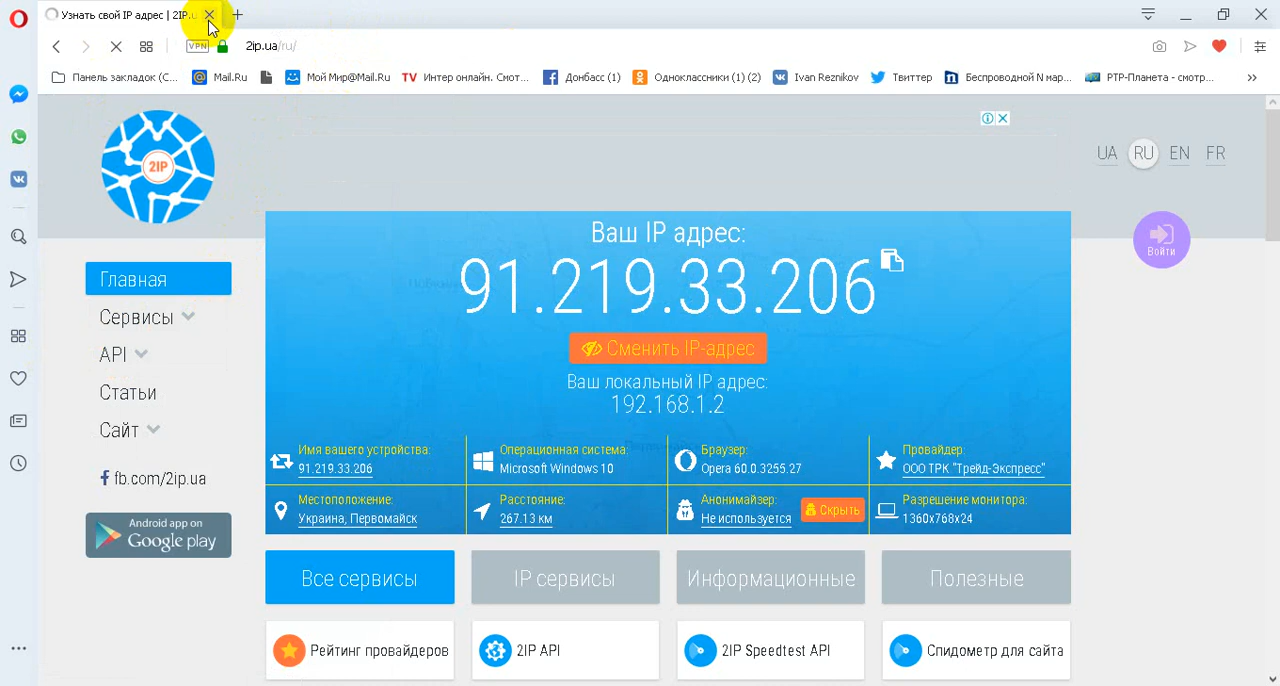 Узнать свой IP адрес | 2IP.u
VPN 2ip.ua/ru/
Панель закладок (С...
Mail.Ru
Мой Мир@Mail.Ru
TV Интер онлайн. Смот...
Донбасс (1)
Одноклассники (1) (2)
Ivan Reznikov
Твиттер
Беспроводной N мар...
РТР-Планета - смотр...
2IP
UA RU EN FR
Войти
Главная
Сервисы
API
Статьи
Сайт
fb.com/2ip.ua
Android app on
Google play
Ваш IP адрес:
91.219.33.206
Сменить IP-адрес
Ваш локальный IP адрес:
192.168.1.2
Имя вашего устройства:
91.219.33.206
Операционная система:
Microsoft Windows 10
Браузер:
Opera 60.0.3255.27
Провайдер:
ООО ТРК "Трейд-Экспресс"
Местоположение:
Украина, Первомайск
Расстояние:
267.13 км
Анонимайзер:
Не используется
Скрыть
Разрешение монитора:
1360x768x24
Все сервисы
IP сервисы
Информационные
Полезные
Рейтинг провайдеров
2IP API
2IP Speedtest API
Спидометр для сайта